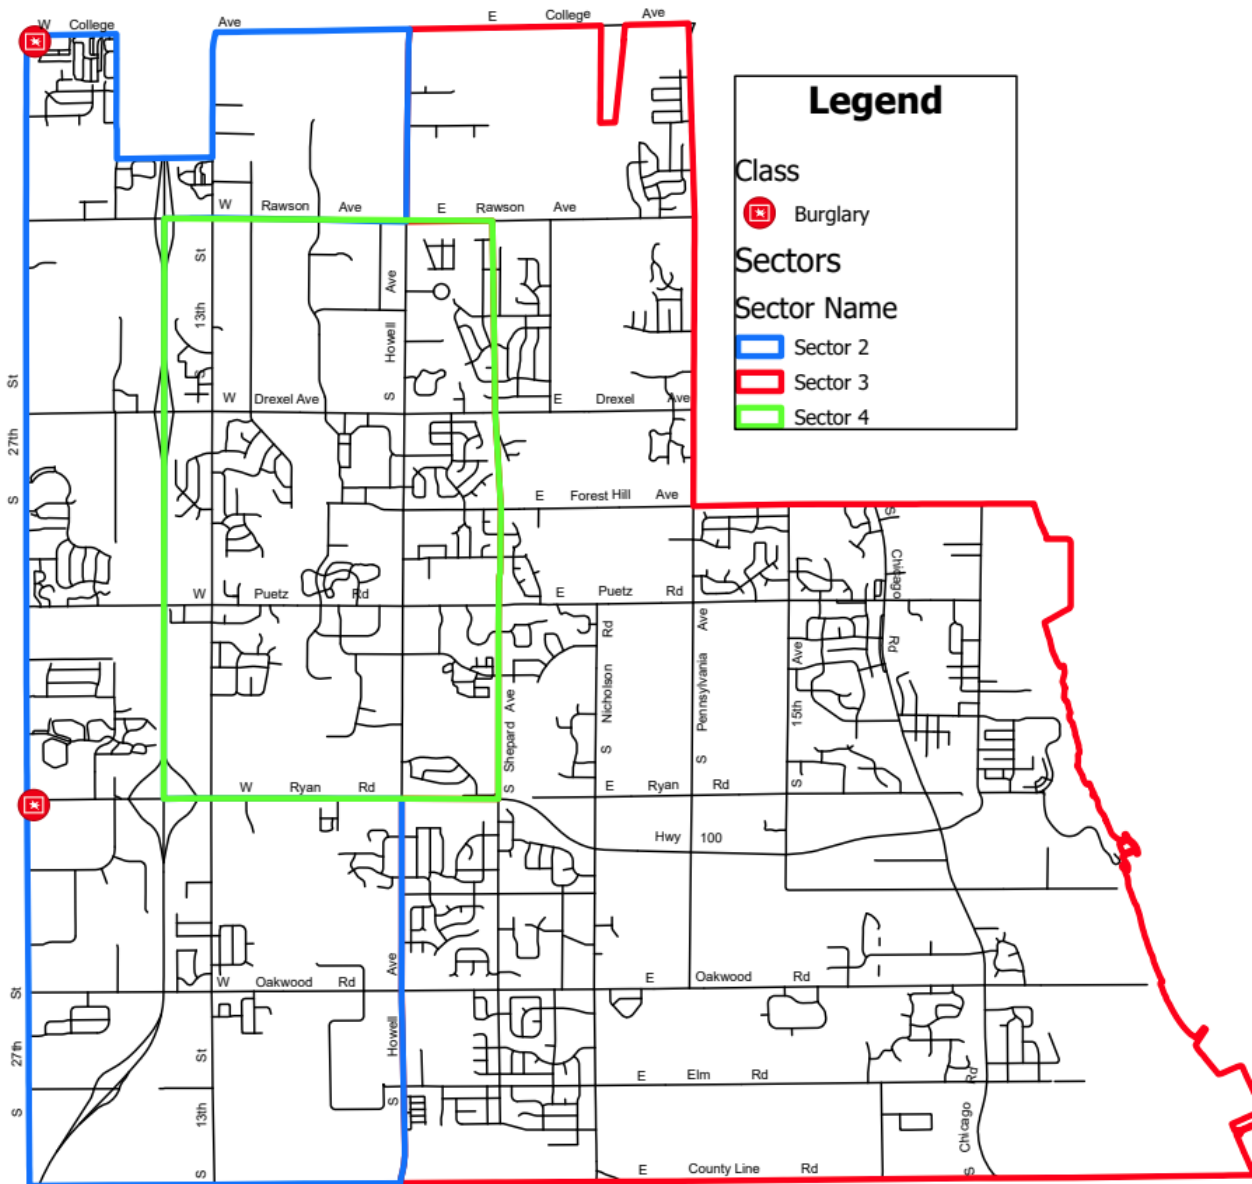 W College Ave
E College Ave
Legend
Class
Burglary
Sectors
Sector Name
Sector 2
Sector 3
Sector 4
W Rawson Ave
E Rawson Ave
S 13th St
S Howell Ave
S 27th St
W Drexel Ave
E Drexel Ave
E Forest Hill Ave
S Chicago Rd
W Puetz Rd
E Puetz Rd
S Shepard Ave
S Nicholson Rd
S Pennsylvania Ave
S 15th Ave
W Ryan Rd
E Ryan Rd
Hwy 100
W Oakwood Rd
E Oakwood Rd
S 27th St
S 13th St
S Howell Ave
E Elm Rd
S Chicago Rd
E County Line Rd